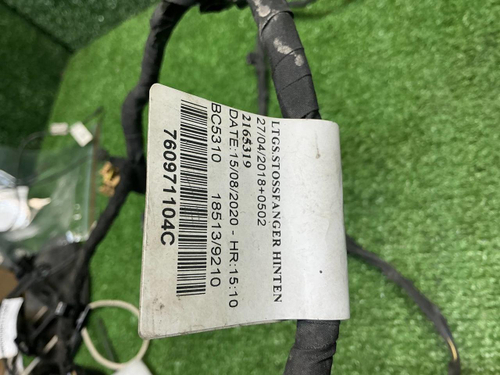 LTGS.STOSSFANGER HINTEN
27/04/2018+0502
2165319
DATE:15/08/2020 - HR:15:10
BC5310 18513/9210
760971104C